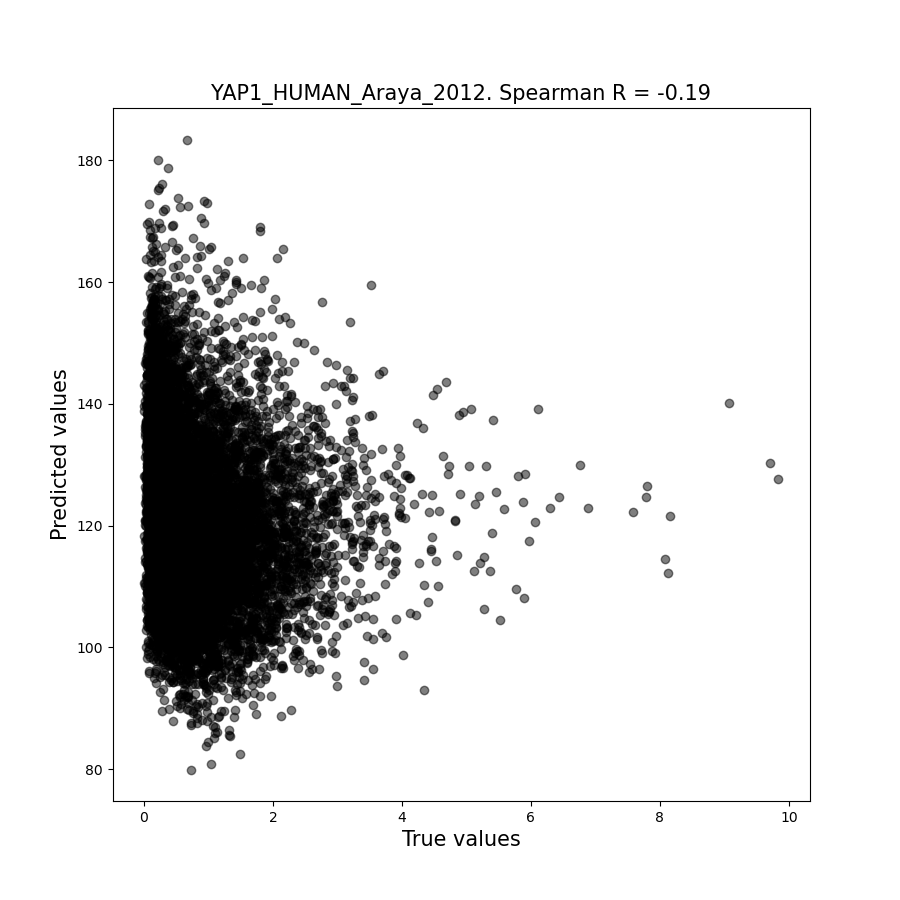 YAP1_HUMAN_Araya_2012. Spearman R = -0.19
180
160
140
120
100
80
Predicted values
0 2 4 6 8 10
True values